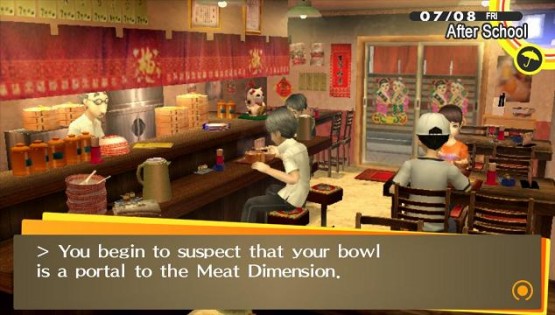 07/08 FRI
After School
> You begin to suspect that your bowl
is a portal to the Meat Dimension.